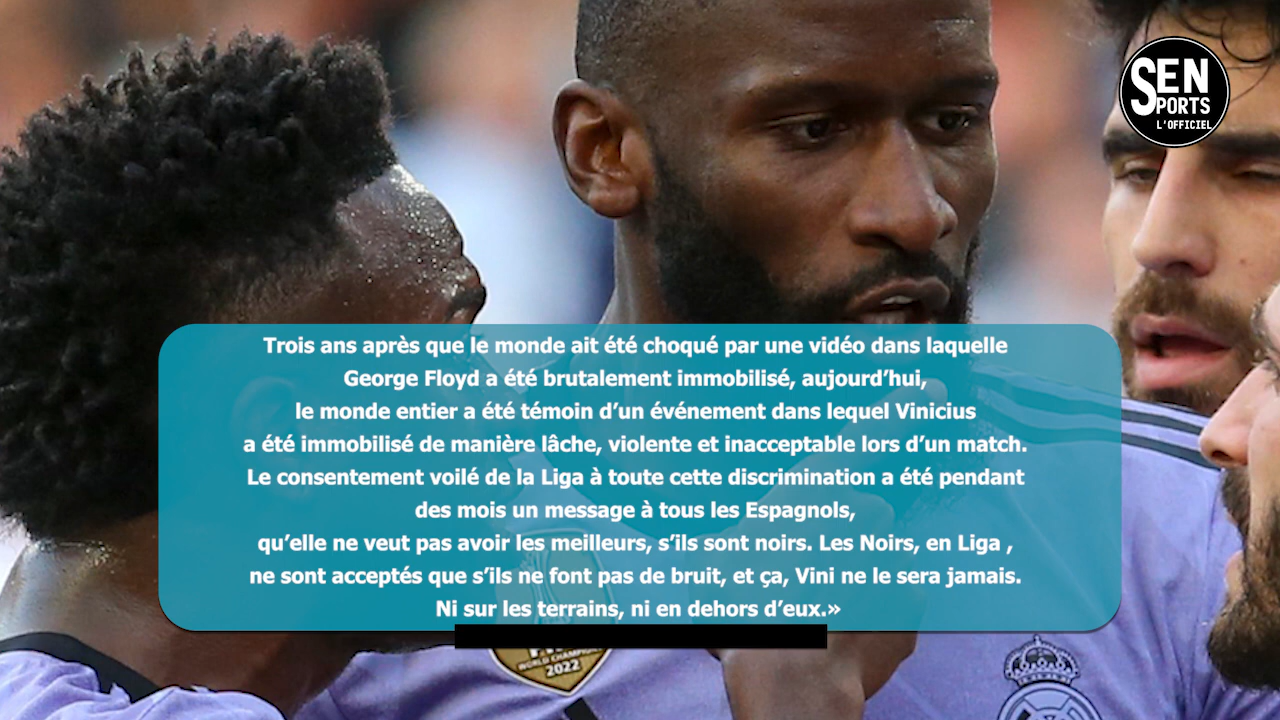 SEN
SPORTS
L'OFFICIEL
Trois ans après que le monde ait été choqué par une vidéo dans laquelle
George Floyd a été brutalement immobilisé, aujourd'hui,
le monde entier a été témoin d'un événement dans lequel Vinicius
a été immobilisé de manière lâche, violente et inacceptable lors d'un match.
Le consentement voilé de la Liga à toute cette discrimination a été pendant
des mois un message à tous les Espagnols,
qu'elle ne veut pas avoir les meilleurs, s'ils sont noirs. Les Noirs, en Liga ,
ne sont acceptés que s'ils ne font pas de bruit, et ça, Vini ne le sera jamais.
Ni sur les terrains, ni en dehors d'eux.»
WORLD CHAMPIONS
2022